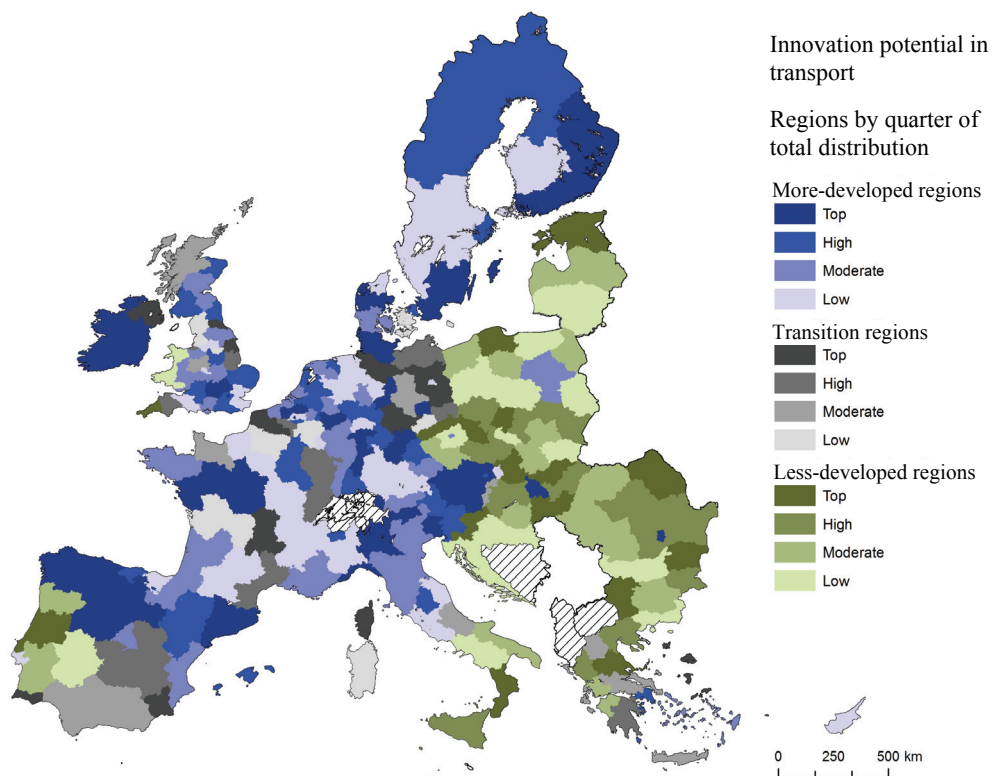 Innovation potential in
transport
Regions by quarter of
total distribution
More-developed regions
Top
High
Moderate
Low
Transition regions
Top
High
Moderate
Low
Less-developed regions
Top
High
Moderate
Low
0 250 500 km